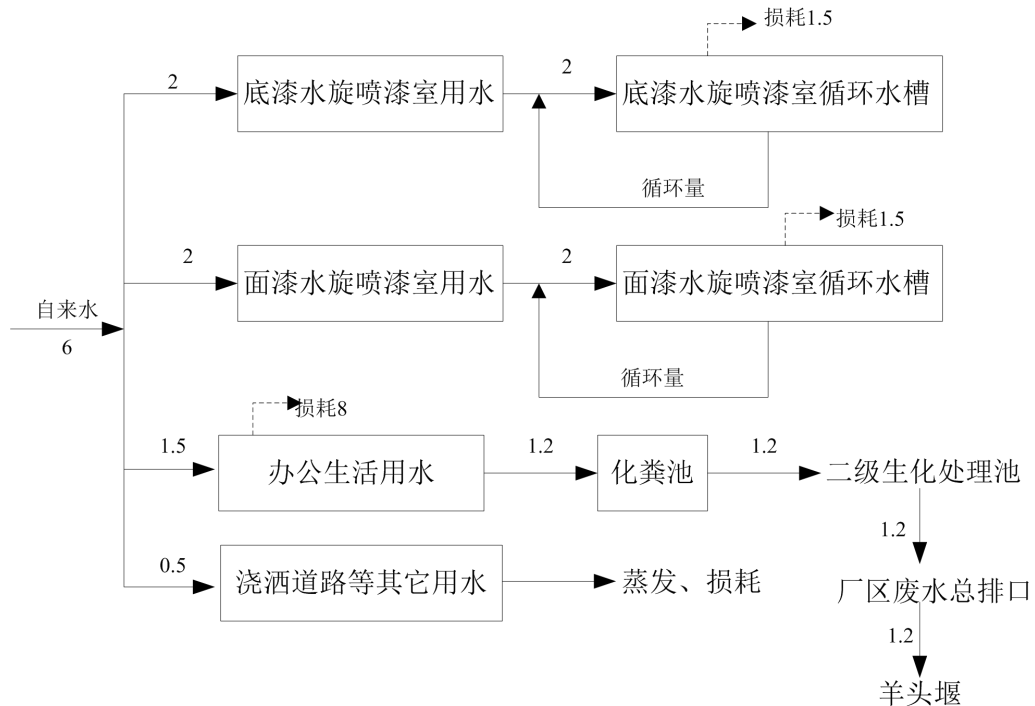 损耗1.5
2
底漆水旋喷漆室用水
2
底漆水旋喷漆室循环水槽
循环量
损耗1.5
2
面漆水旋喷漆室用水
2
面漆水旋喷漆室循环水槽
自来水
6
循环量
损耗8
1.5
办公生活用水
1.2
化粪池
1.2
二级生化处理池
1.2
0.5
浇洒道路等其它用水
蒸发、损耗
厂区废水总排口
1.2
羊头堰